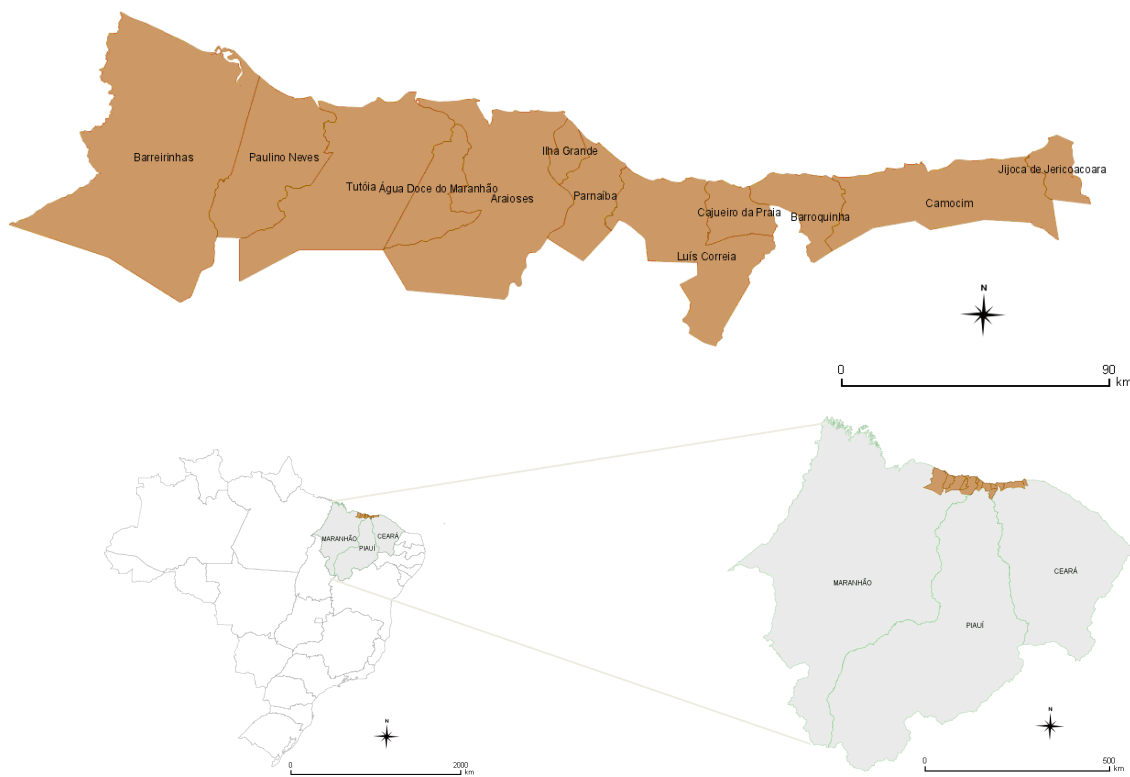 Barreirinhas
Paulino Neves
Tutóia
Água Doce do Maranhão
Araioses
Ilha Grande
Parnaíba
Cajueiro da Praia
Luís Correia
Barroquinha
Camocim
Jijoca de Jericoacoara
N
0 90
km
MARANHÃO
PIAUÍ
CEARÁ
N
0 2000
km
MARANHÃO
PIAUÍ
CEARÁ
N
0 500
km